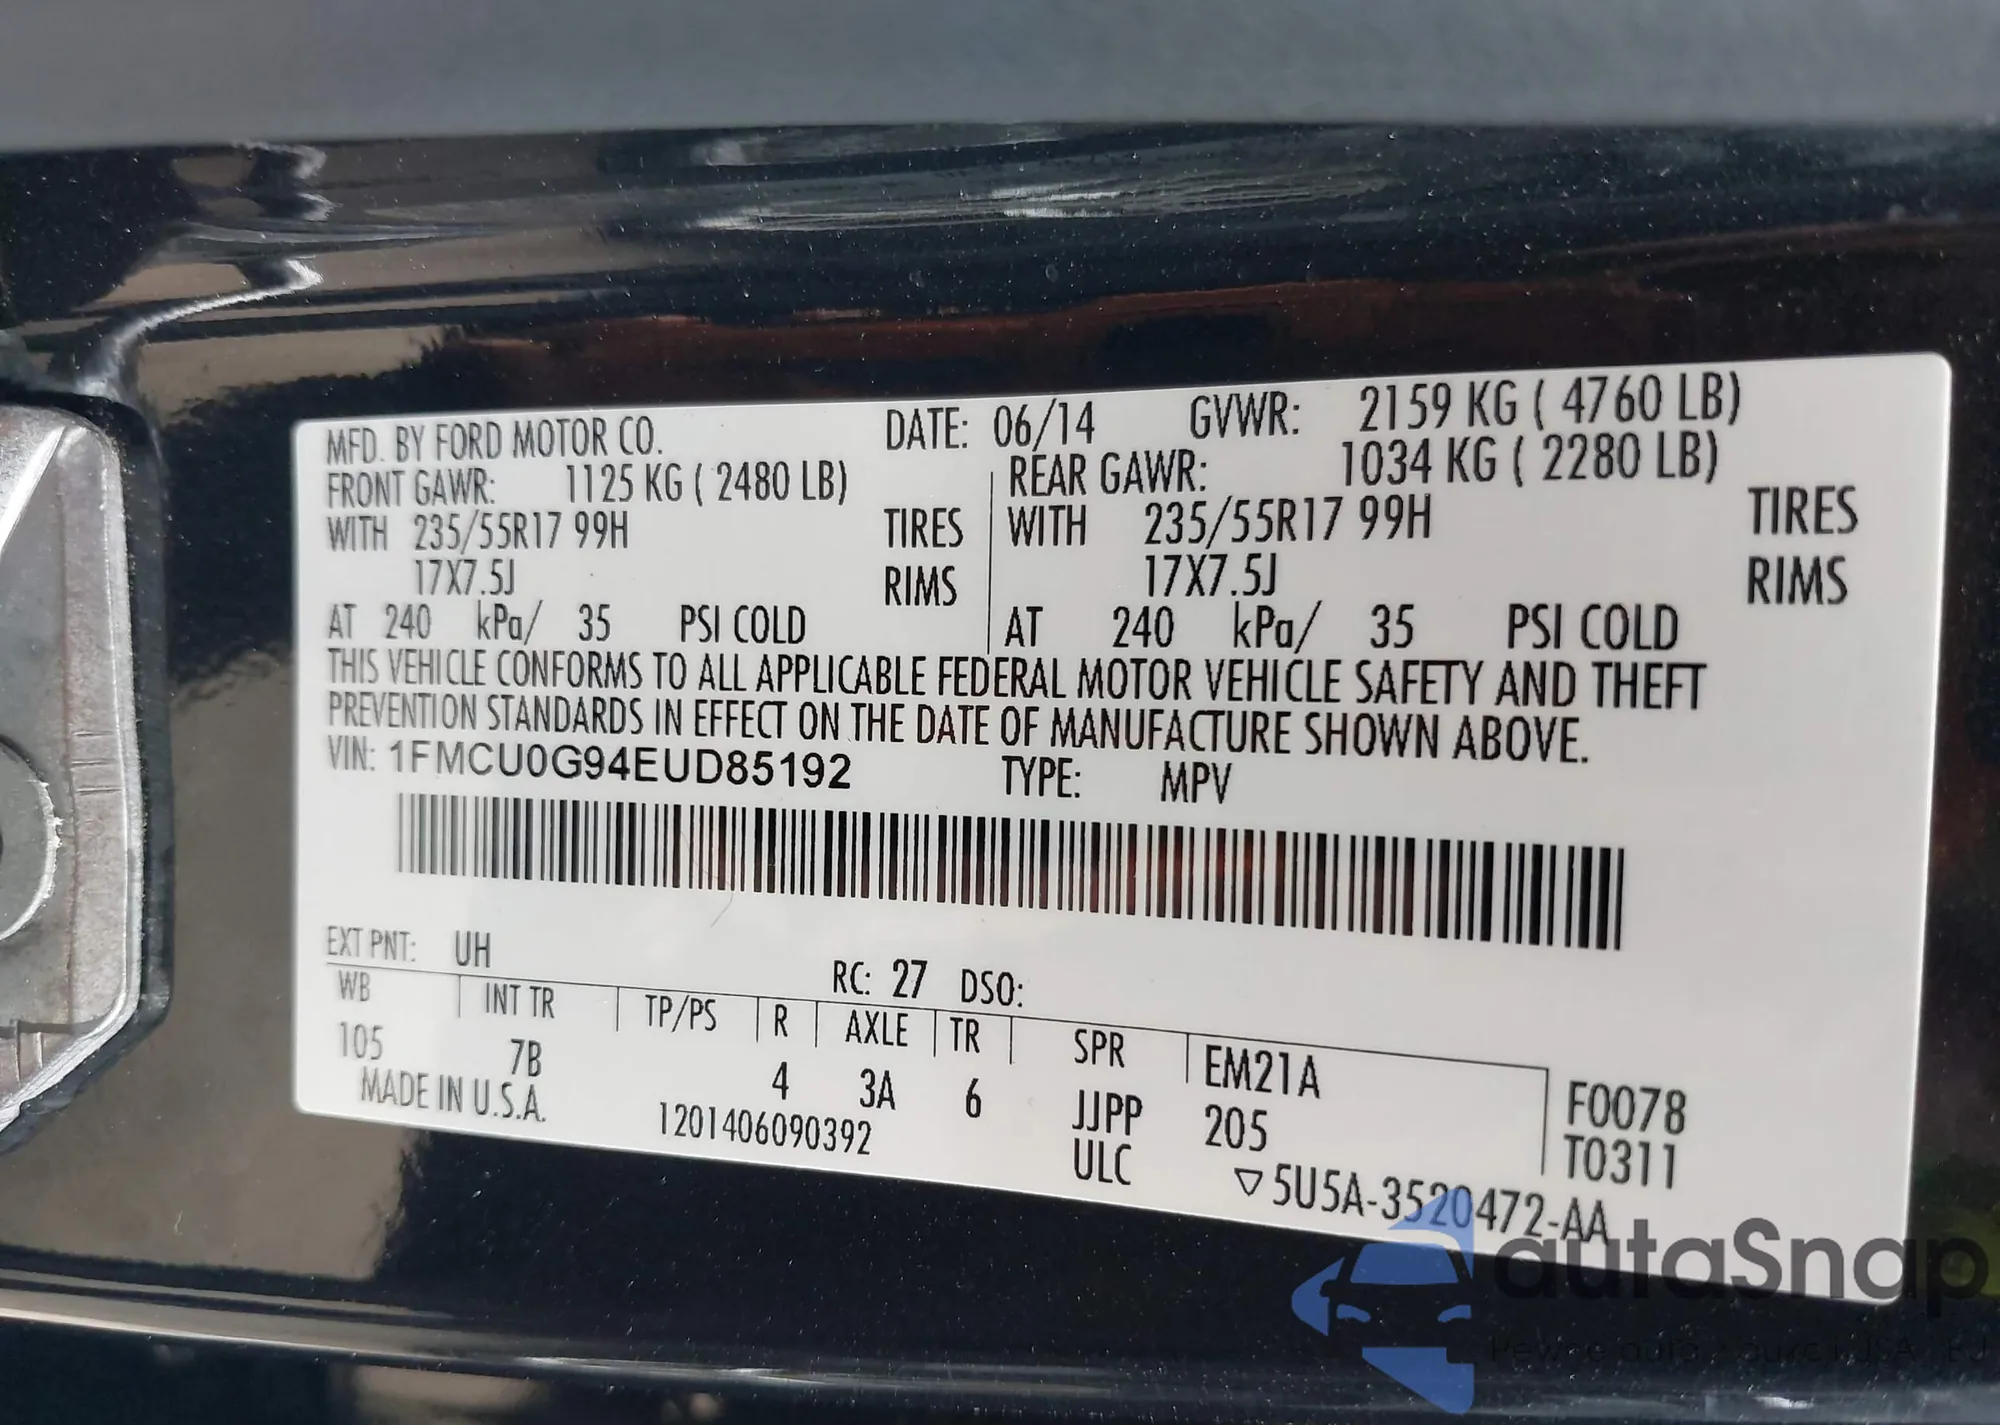 MFD. BY FORD MOTOR CO. DATE: 06/14 GVWR: 2159 KG ( 4760 LB)
FRONT GAWR: 1125 KG ( 2480 LB) REAR GAWR: 1034 KG ( 2280 LB)
WITH 235/55R17 99H TIRES WITH 235/55R17 99H TIRES
17X7.5J RIMS 17X7.5J RIMS
AT 240 kPa/ 35 PSI COLD AT 240 kPa/ 35 PSI COLD
THIS VEHICLE CONFORMS TO ALL APPLICABLE FEDERAL MOTOR VEHICLE SAFETY AND THEFT
PREVENTION STANDARDS IN EFFECT ON THE DATE OF MANUFACTURE SHOWN ABOVE.
VIN: 1FMCU0G94EUD85192 TYPE: MPV
EXT PNT: UH RC: 27 DSO:
WB INT TR TP/PS R AXLE TR SPR EM21A
105 7B 4 3A 6 JJPP 205 F0078
MADE IN U.S.A. 1201406090392 ULC T0311
▽5U5A-3520472-AA
autoSnap